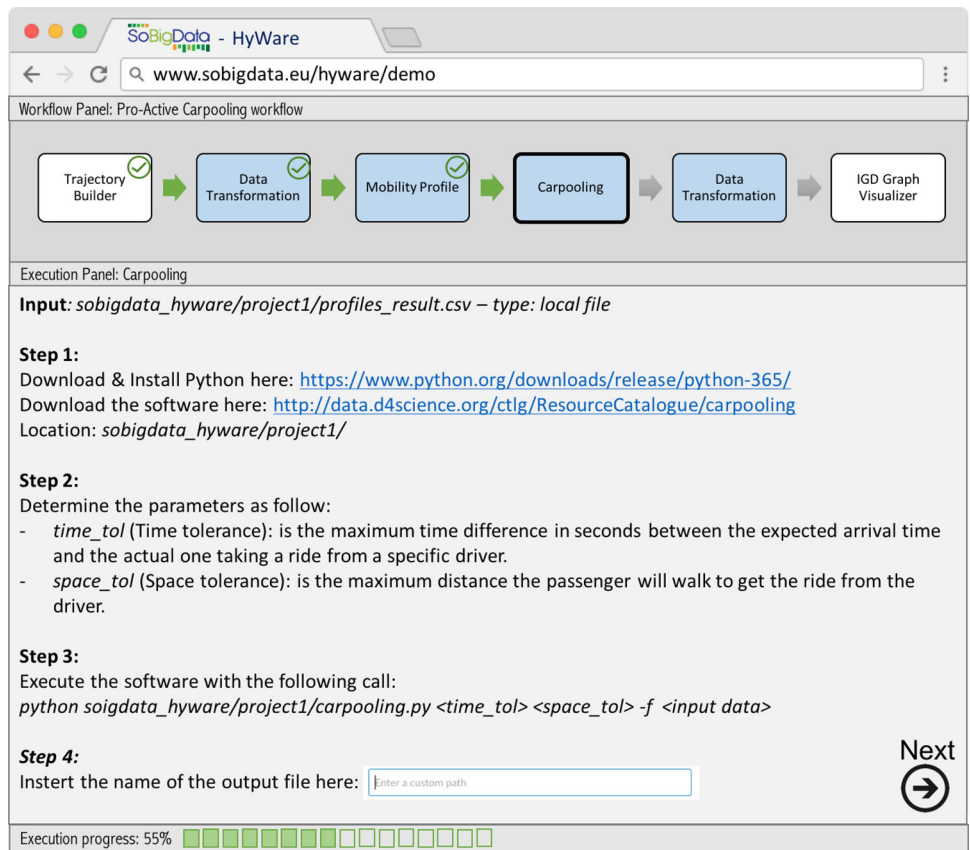 SoBigData - HyWare
www.sobigdata.eu/hyware/demo
Workflow Panel: Pro-Active Carpooling workflow
Trajectory
Builder
Data
Transformation
Mobility Profile
Carpooling
Data
Transformation
IGD Graph
Visualizer
Execution Panel: Carpooling
Input: sobigdata_hyware/project1/profiles_result.csv – type: local file
Step 1:
Download & Install Python here: https://www.python.org/downloads/release/python-365/
Download the software here: http://data.d4science.org/ctlg/ResourceCatalogue/carpooling
Location: sobigdata_hyware/project1/
Step 2:
Determine the parameters as follow:
- time_tol (Time tolerance): is the maximum time difference in seconds between the expected arrival time
and the actual one taking a ride from a specific driver.
- space_tol (Space tolerance): is the maximum distance the passenger will walk to get the ride from the
driver.
Step 3:
Execute the software with the following call:
python soigdata_hyware/project1/carpooling.py <time_tol> <space_tol> -f <input data>
Step 4:
Instert the name of the output file here: Enter a custom path
Next
Execution progress: 55%